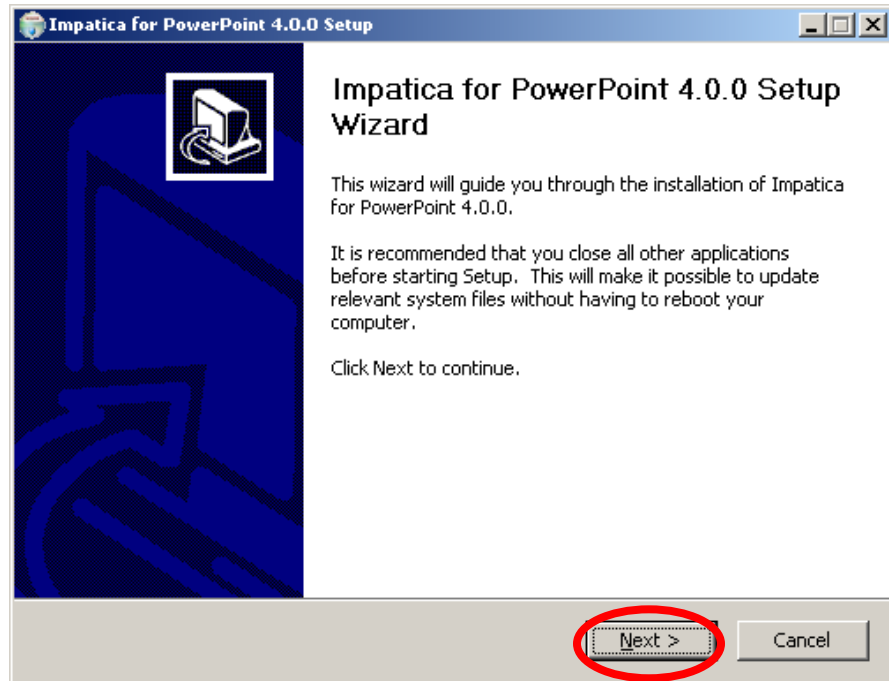 Impatica for PowerPoint 4.0.0 Setup
Impatica for PowerPoint 4.0.0 Setup
Wizard
This wizard will guide you through the installation of Impatica
for PowerPoint 4.0.0.
It is recommended that you close all other applications
before starting Setup.  This will make it possible to update
relevant system files without having to reboot your
computer.
Click Next to continue.
Next >
Cancel